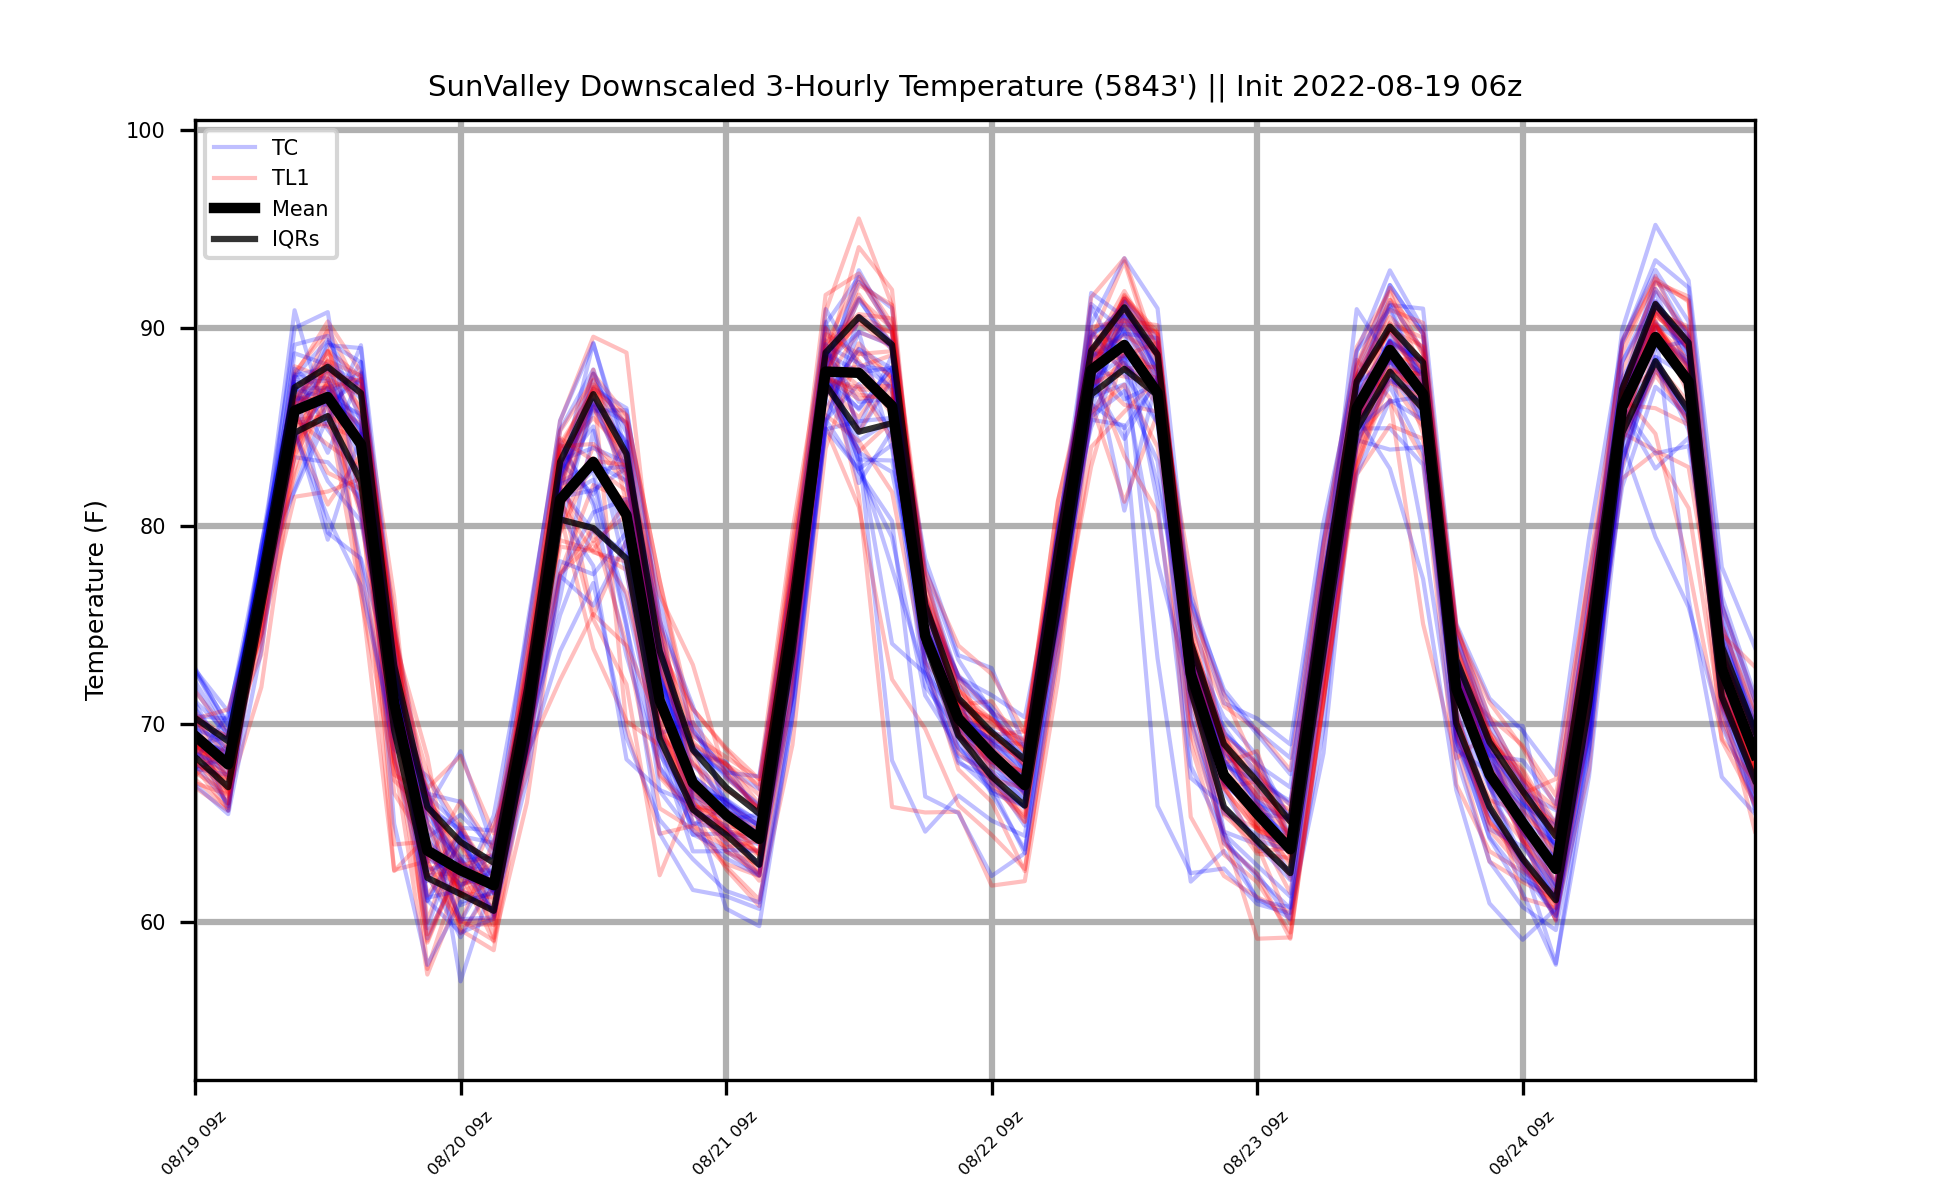 SunValley Downscaled 3-Hourly Temperature (5843') || Init 2022-08-19 06z
100
90
80
70
60
Temperature (F)
TC
TL1
Mean
IQRs
08/19 09z
08/20 09z
08/21 09z
08/22 09z
08/23 09z
08/24 09z